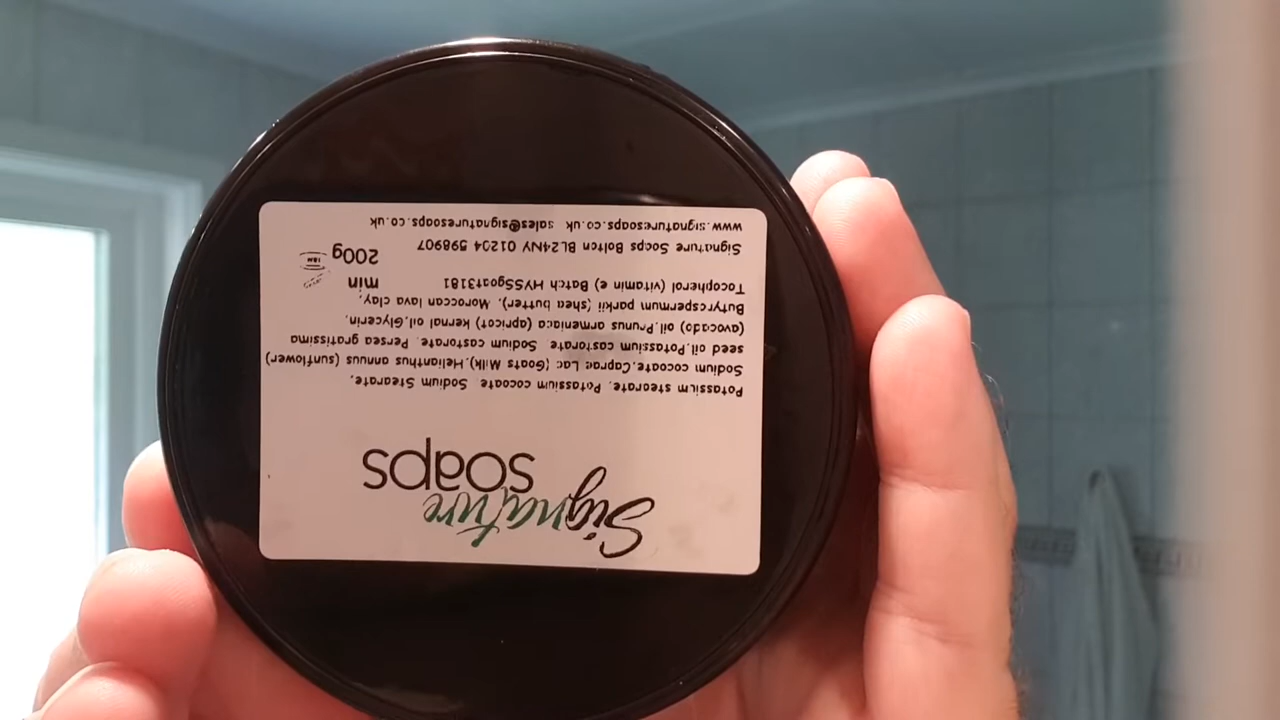 Signature
soaps
Potassium stearate. Potassium cocoate Sodium Stearate.
Sodium cocoate.Caprae Lac (Goats Milk).Helianthus annuus (sunflower)
seed oil.Potassium castorate Sodium castorate. Persea gratissima
(avocado) oil.Prunus armeniaca (apricot) kernal oil.Glycerin.
Butyrospermum parkii (shea butter). Moroccan lava clay.
Tocopherol (vitamin e) Batch HYSSgoat3181
min
200g
Signature Soaps Bolton BL24NY 01204 598907
www.signaturesoaps.co.uk sales@signaturesoaps.co.uk